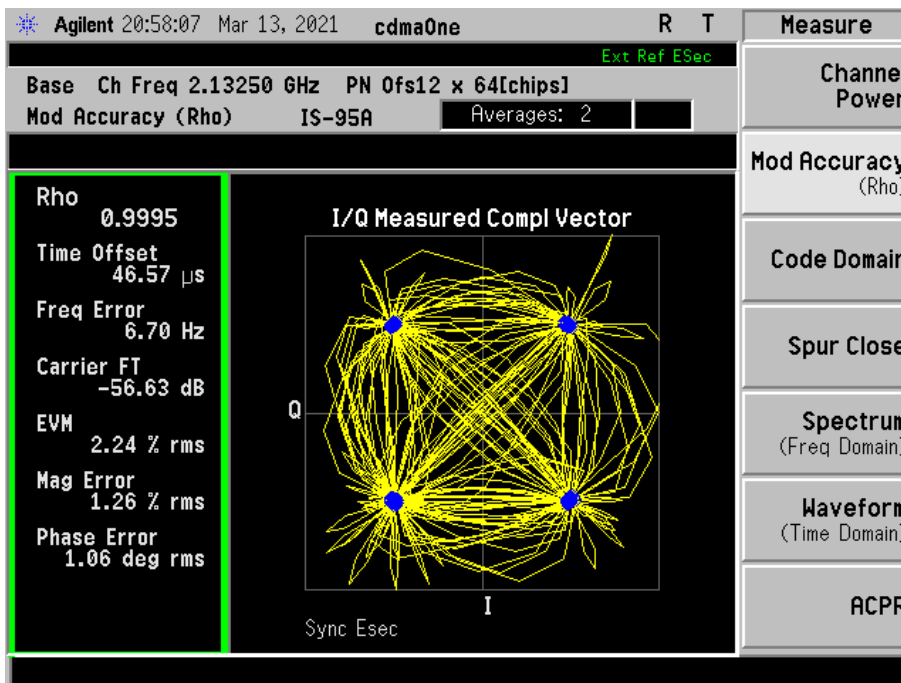 Agilent 20:58:07 Mar 13, 2021 cdmaOne R T
Measure
Ext Ref ESec
Base Ch Freq 2.13250 GHz PN Ofs12 x 64[chips]
Mod Accuracy (Rho) IS-95A Averages: 2
Rho
0.9995
Time Offset
46.57 μs
Freq Error
6.70 Hz
Carrier FT
-56.63 dB
EVM
2.24 % rms
Mag Error
1.26 % rms
Phase Error
1.06 deg rms
I/Q Measured Compl Vector
Q
I
Sync Esec
Channe
Power
Mod Accuracy
(Rho)
Code Domain
Spur Close
Spectrum
(Freq Domain)
Waveform
(Time Domain)
ACPR